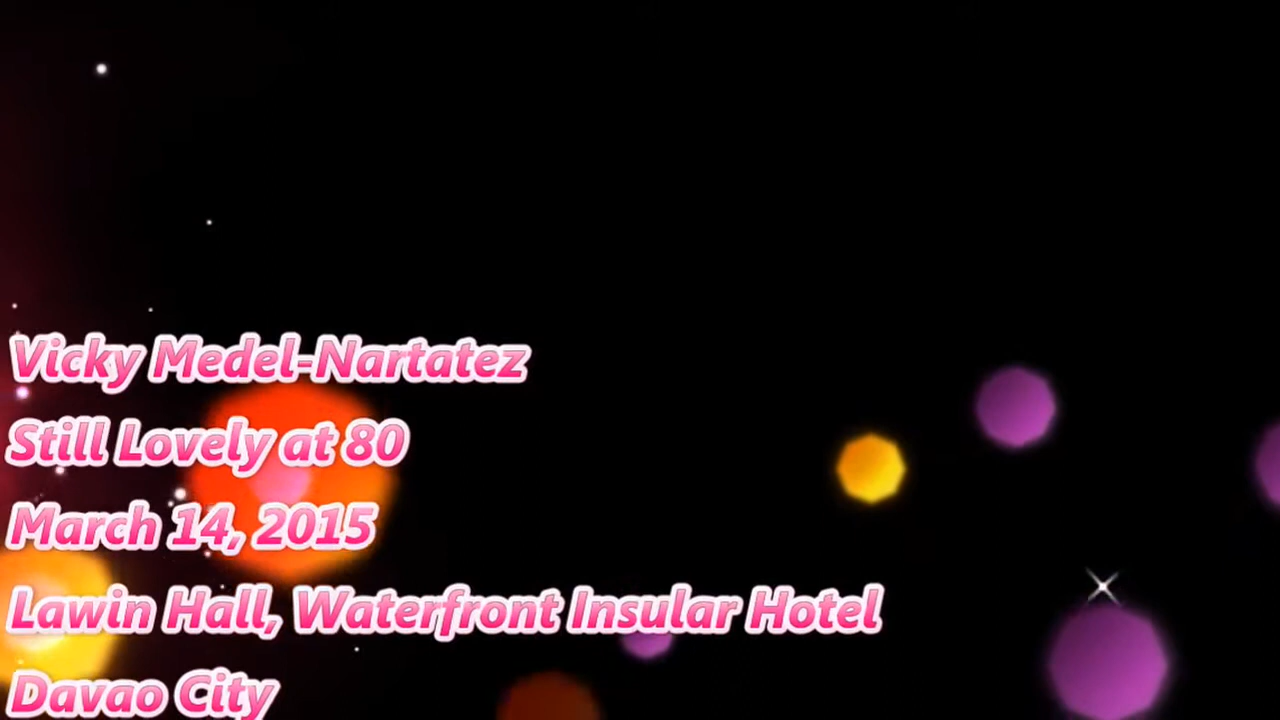 Vicky Medel-Nartatez
Still Lovely at 80
March 14, 2015
Lawin Hall, Waterfront Insular Hotel
Davao City